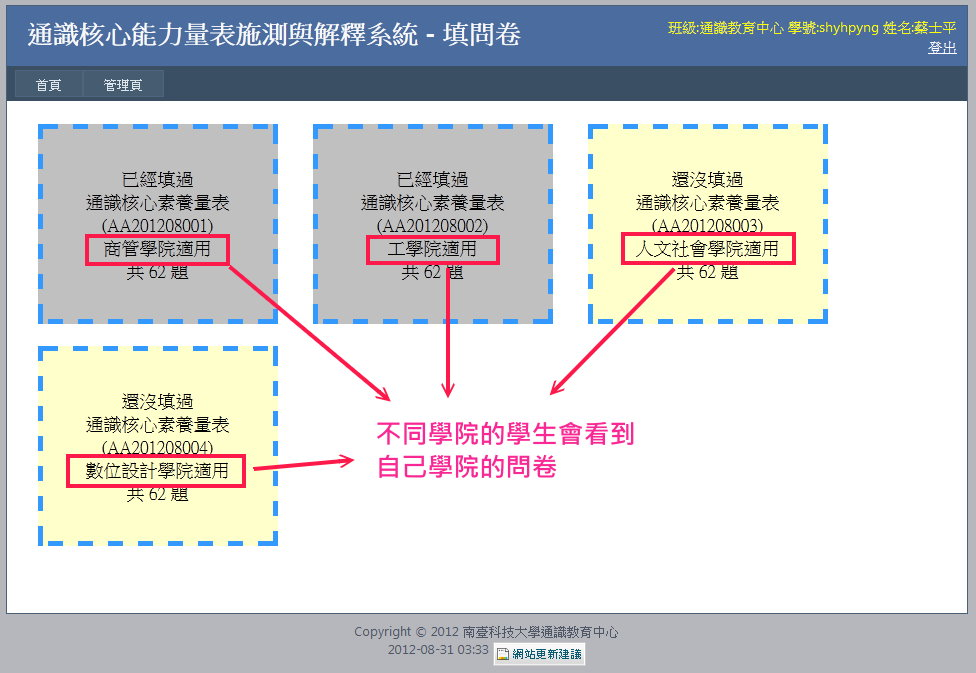 通識核心能力量表施測與解釋系統 - 填問卷
班級:通識教育中心 學號:shyhpyng 姓名:蔡士平
登出
首頁 管理頁
已經填過
通識核心素養量表
(AA201208001)
商管學院適用
共 62 題
已經填過
通識核心素養量表
(AA201208002)
工學院適用
共 62 題
還沒填過
通識核心素養量表
(AA201208003)
人文社會學院適用
共 62 題
還沒填過
通識核心素養量表
(AA201208004)
數位設計學院適用
共 62 題
不同學院的學生會看到
自己學院的問卷
Copyright © 2012 南臺科技大學通識教育中心
2012-08-31 03:33 網站更新建議